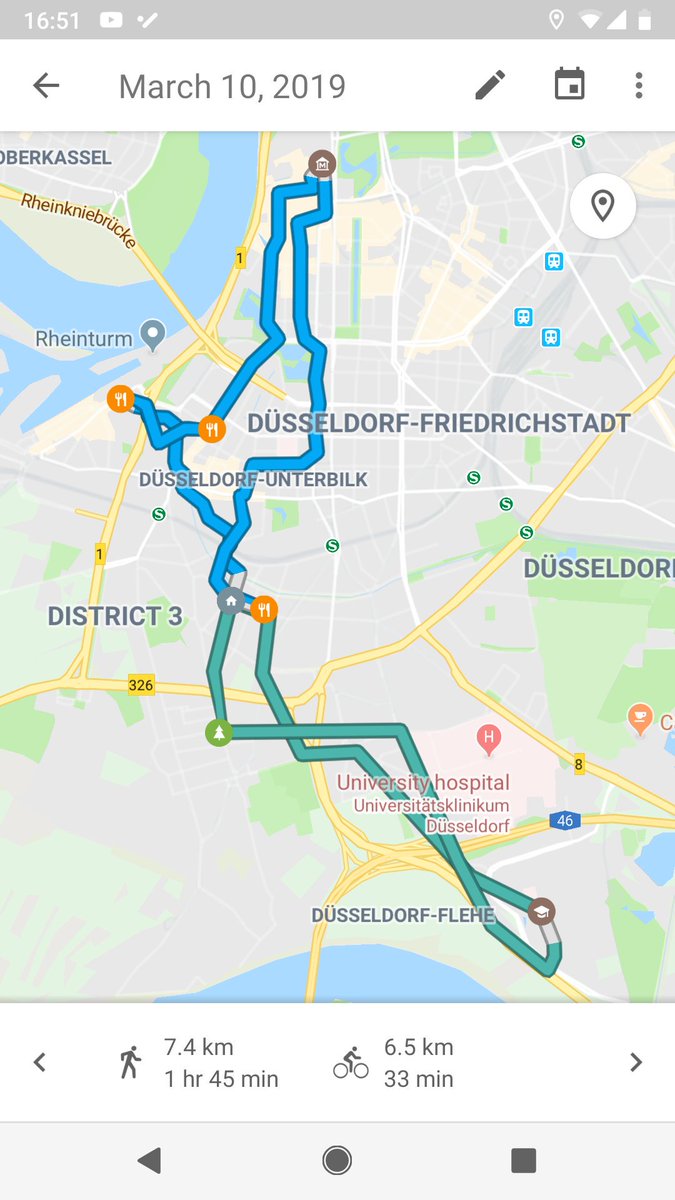 16:51
March 10, 2019
OBERKASSEL
Rheinkniebrücke
1
Rheinturm
DÜSSELDORF-FRIEDRICHSTADT
DÜSSELDORF-UNTERBILK
S
S
S
S
S
S
1
DÜSSELDOR
DISTRICT 3
326
H
C
8
University hospital
Universitätsklinikum
Düsseldorf
46
DÜSSELDORF-FLEHE
7.4 km
1 hr 45 min
6.5 km
33 min